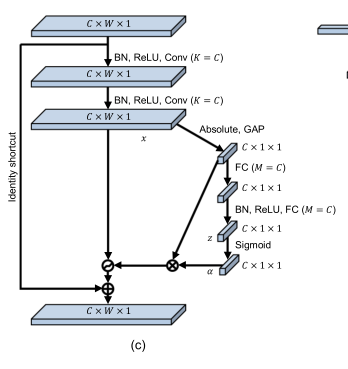 C × W × 1
BN, ReLU, Conv (K = C)
C × W × 1
BN, ReLU, Conv (K = C)
C × W × 1
x
Absolute, GAP
C × 1 × 1
FC (M = C)
C × 1 × 1
BN, ReLU, FC (M = C)
z
C × 1 × 1
Sigmoid
α
C × 1 × 1
Identity shortcut
C × W × 1
(c)